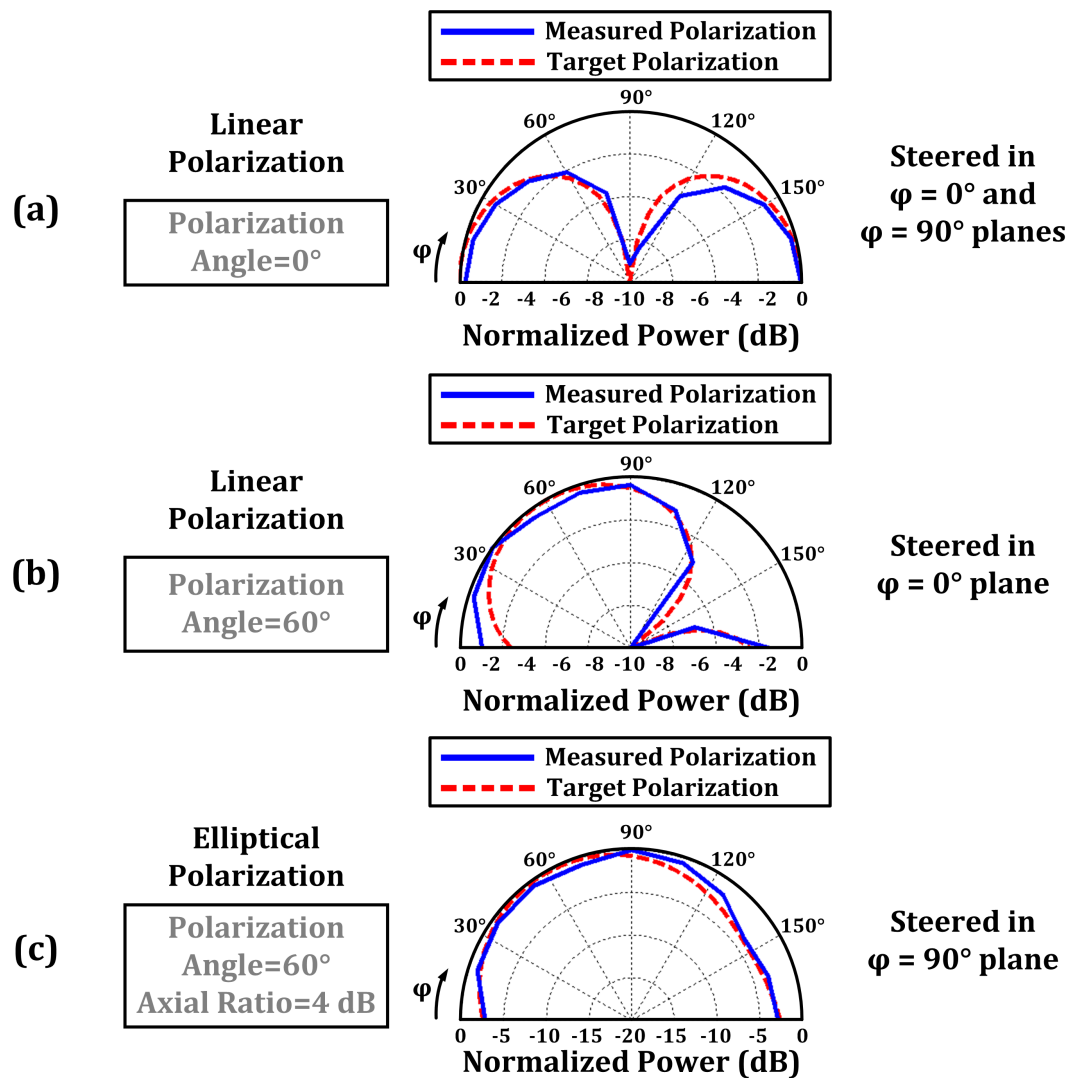 (a)
Linear
Polarization
Polarization
Angle=0°
Measured Polarization
Target Polarization
90°
60°
120°
30°
150°
φ
0 -2 -4 -6 -8 -10 -8 -6 -4 -2 0
Normalized Power (dB)
Steered in
φ = 0° and
φ = 90° planes
(b)
Linear
Polarization
Polarization
Angle=60°
Measured Polarization
Target Polarization
90°
60°
120°
30°
150°
φ
0 -2 -4 -6 -8 -10 -8 -6 -4 -2 0
Normalized Power (dB)
Steered in
φ = 0° plane
(c)
Elliptical
Polarization
Polarization
Angle=60°
Axial Ratio=4 dB
Measured Polarization
Target Polarization
90°
60°
120°
30°
150°
φ
0 -5 -10 -15 -20 -15 -10 -5 0
Normalized Power (dB)
Steered in
φ = 90° plane